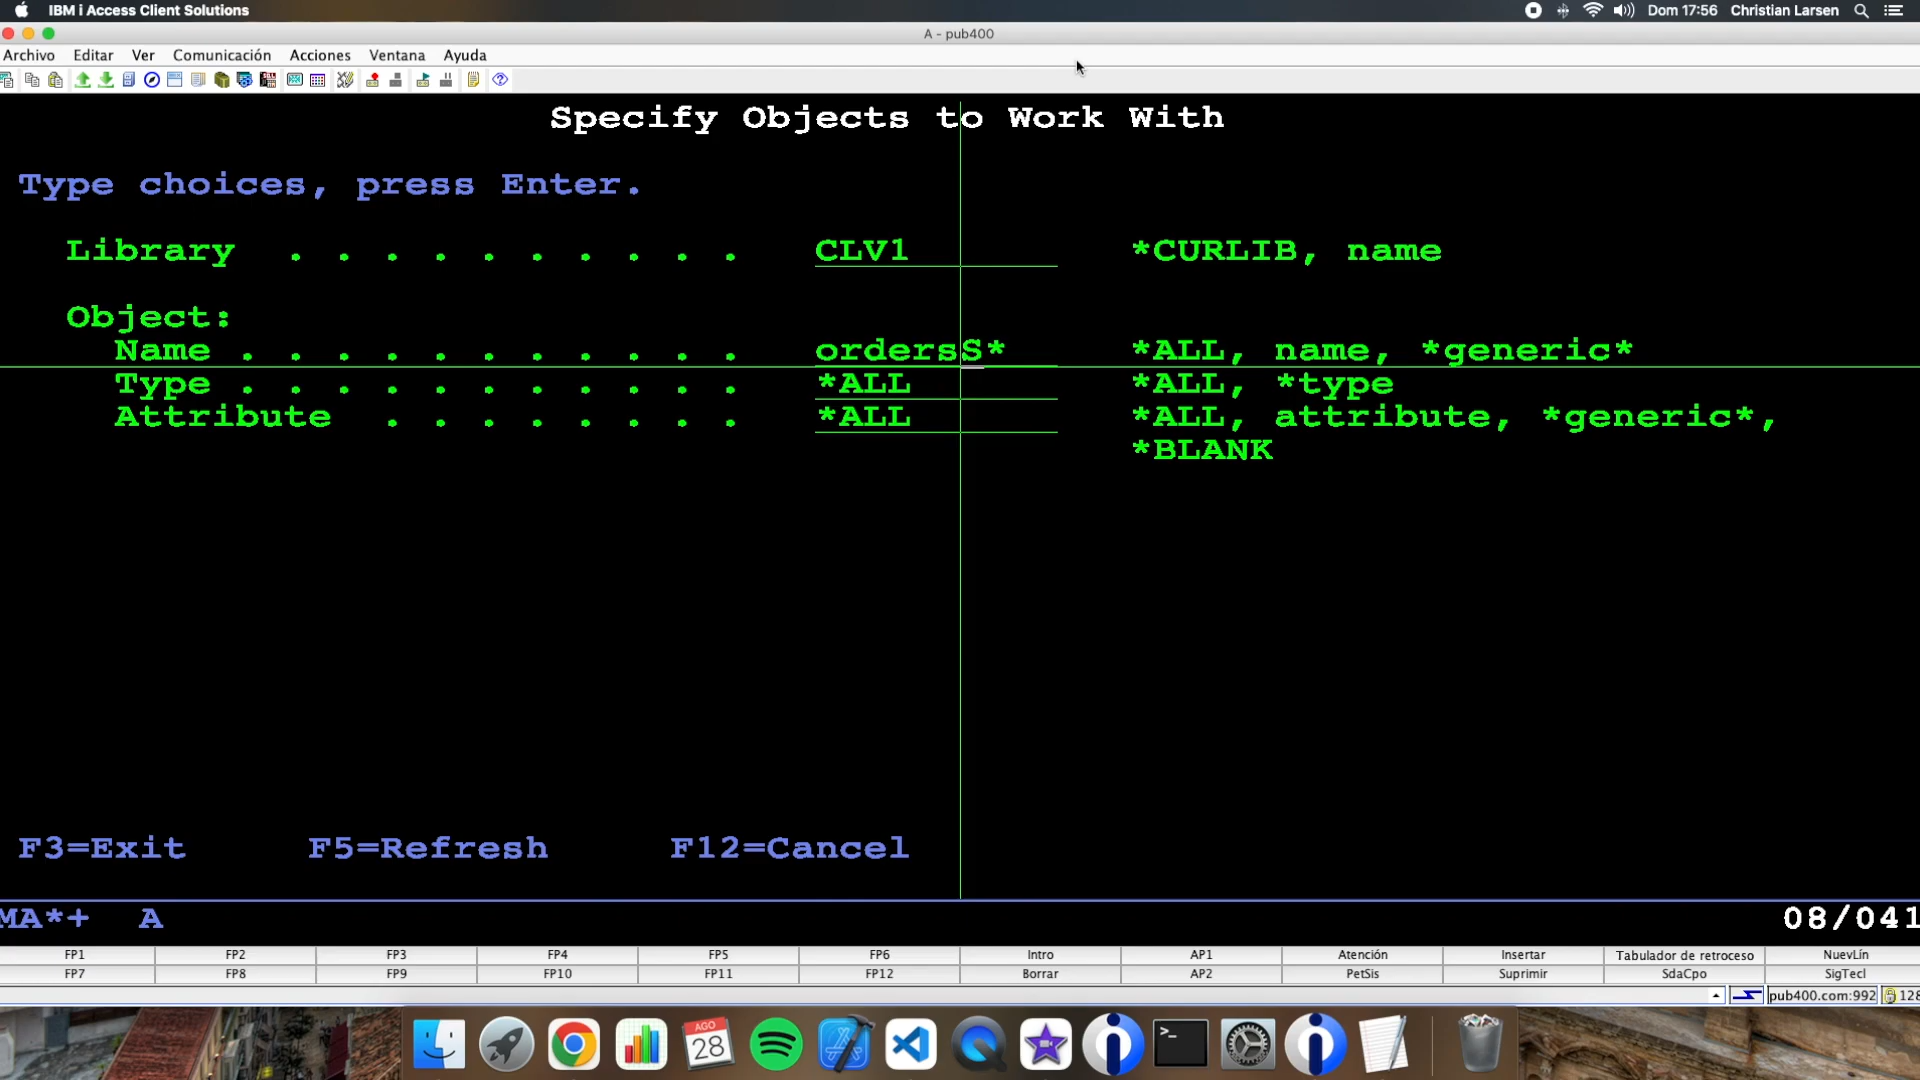 IBM i Access Client Solutions Dom 17:56 Christian Larsen
A - pub400
Archivo Editar Ver Comunicación Acciones Ventana Ayuda
Specify Objects to Work With
Type choices, press Enter.
Library . . . . . . . . . . CLV1 *CURLIB, name
Object:
Name . . . . . . . . . . . ordersS* *ALL, name, *generic*
Type . . . . . . . . . . . *ALL *ALL, *type
Attribute . . . . . . . . *ALL *ALL, attribute, *generic*,
*BLANK
F3=Exit F5=Refresh F12=Cancel
MA*+ A 08/041
FP1 FP2 FP3 FP4 FP5 FP6 Intro AP1 Atención Insertar Tabulador de retroceso NuevLín
FP7 FP8 FP9 FP10 FP11 FP12 Borrar AP2 PetSis Suprimir SdaCpo SigTecl
pub400.com:992 128
AGO
28